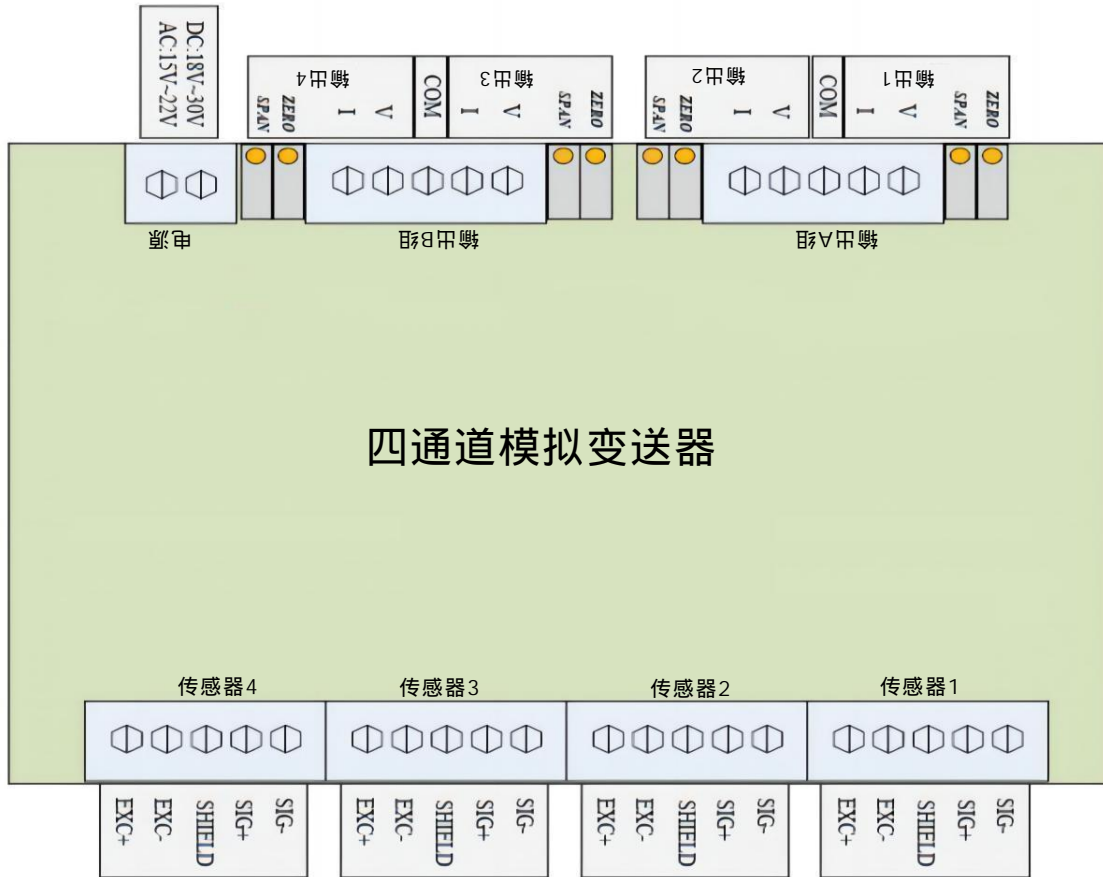 DC:18V~30V
AC:15V~22V
输出4
SPAN
ZERO
I
V
COM
输出3
I
V
SPAN
ZERO
输出2
SPAN
ZERO
I
V
COM
输出1
I
V
SPAN
ZERO
电源
输出B组
输出A组
四通道模拟变送器
传感器4
传感器3
传感器2
传感器1
EXC+
EXC-
SHIELD
SIG+
SIG-
EXC+
EXC-
SHIELD
SIG+
SIG-
EXC+
EXC-
SHIELD
SIG+
SIG-
EXC+
EXC-
SHIELD
SIG+
SIG-